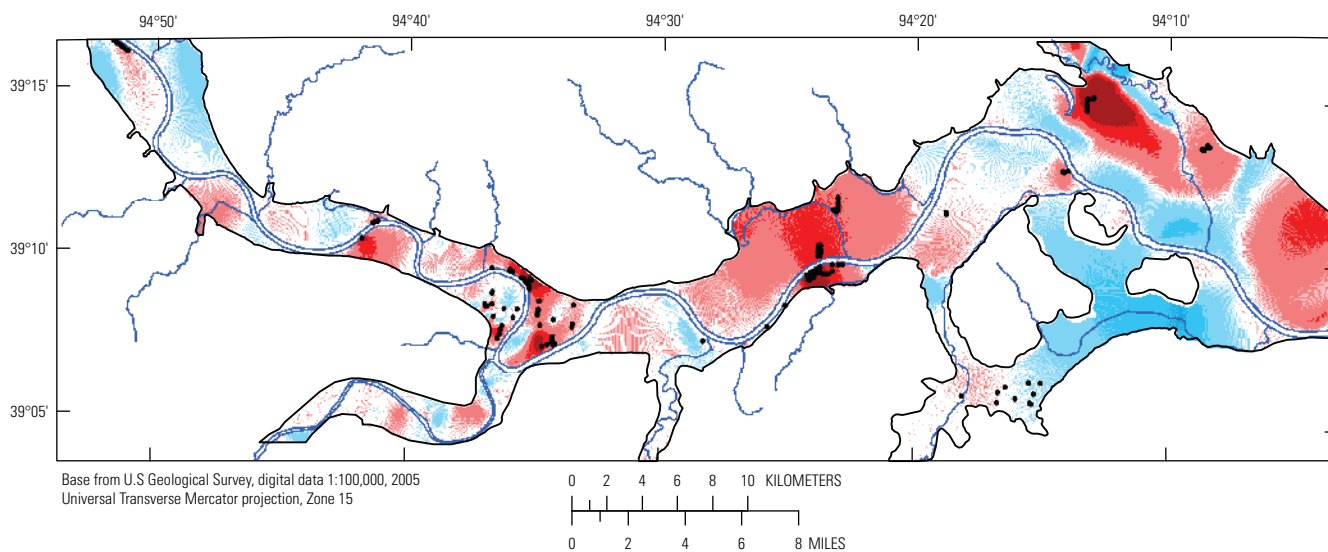 94°50'
94°40'
94°30'
94°20'
94°10'
39°15'
39°10'
39°05'
Base from U.S Geological Survey, digital data 1:100,000, 2005
Universal Transverse Mercator projection, Zone 15
0 2 4 6 8 10 KILOMETERS
0 2 4 6 8 MILES